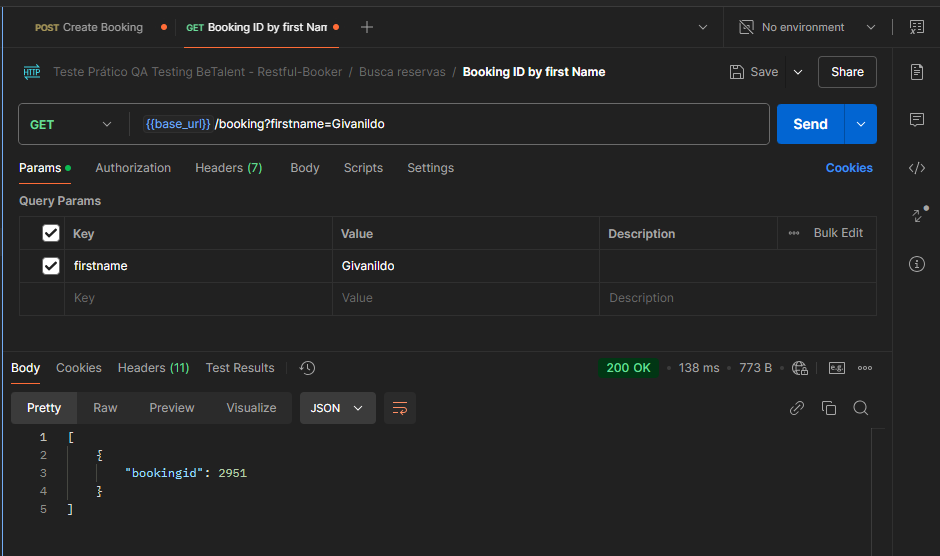 POST Create Booking GET Booking ID by first Nam No environment
HTTP Teste Prático QA Testing BeTalent - Restful-Booker / Busca reservas / Booking ID by first Name Save Share
GET {{base_url}}/booking?firstname=Givanildo Send
Params Authorization Headers (7) Body Scripts Settings Cookies
Query Params
Key Value Description Bulk Edit
firstname Givanildo
Key Value Description
Body Cookies Headers (11) Test Results 200 OK 138 ms 773 B e.g.
Pretty Raw Preview Visualize JSON
1 [
2 {
3 "bookingid": 2951
4 }
5 ]